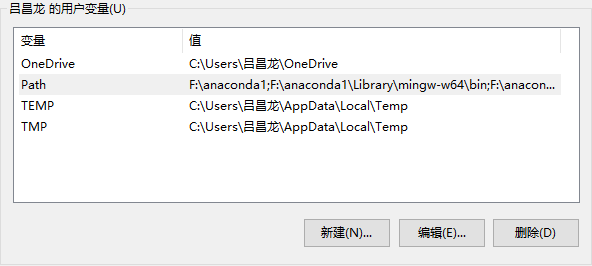 吕昌龙 的用户变量(U)
变量 值
OneDrive C:\Users\吕昌龙\OneDrive
Path F:\anaconda1;F:\anaconda1\Library\mingw-w64\bin;F:\anacon...
TEMP C:\Users\吕昌龙\AppData\Local\Temp
TMP C:\Users\吕昌龙\AppData\Local\Temp
新建(N)... 编辑(E)... 删除(D)